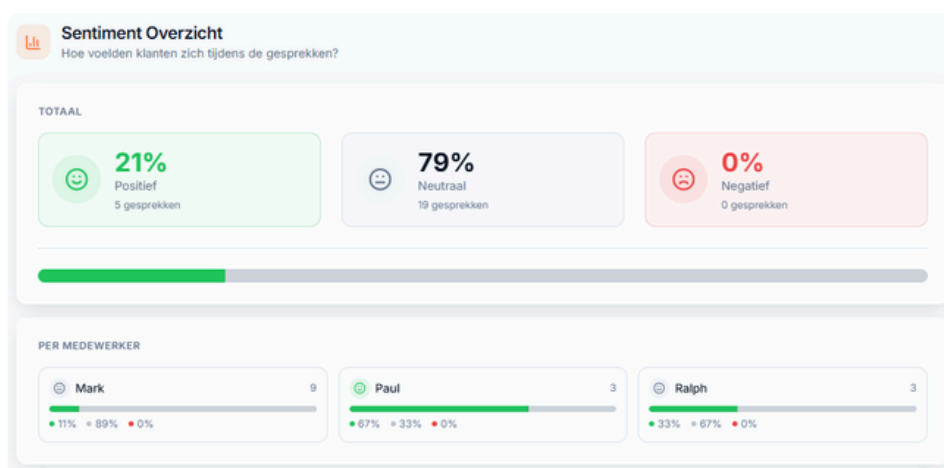 Sentiment Overzicht
Hoe voelden klanten zich tijdens de gesprekken?
TOTAAL
21%
Positief
5 gesprekken
79%
Neutraal
19 gesprekken
0%
Negatief
0 gesprekken
PER MEDEWERKER
Mark 9
11% 89% 0%
Paul 3
67% 33% 0%
Ralph 3
33% 67% 0%